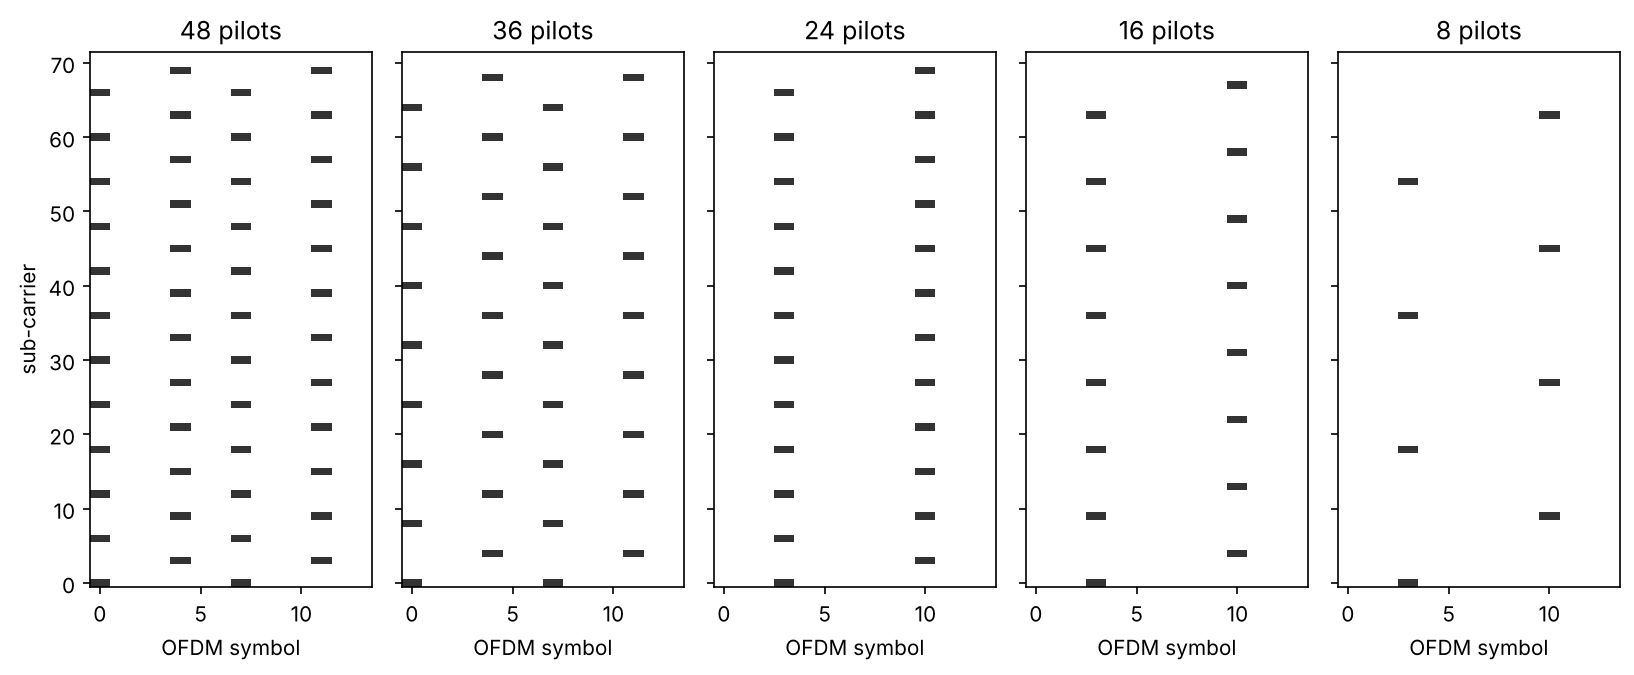 48 pilots
36 pilots
24 pilots
16 pilots
8 pilots
sub-carrier
70
60
50
40
30
20
10
0
0 5 10
0 5 10
0 5 10
0 5 10
0 5 10
OFDM symbol
OFDM symbol
OFDM symbol
OFDM symbol
OFDM symbol